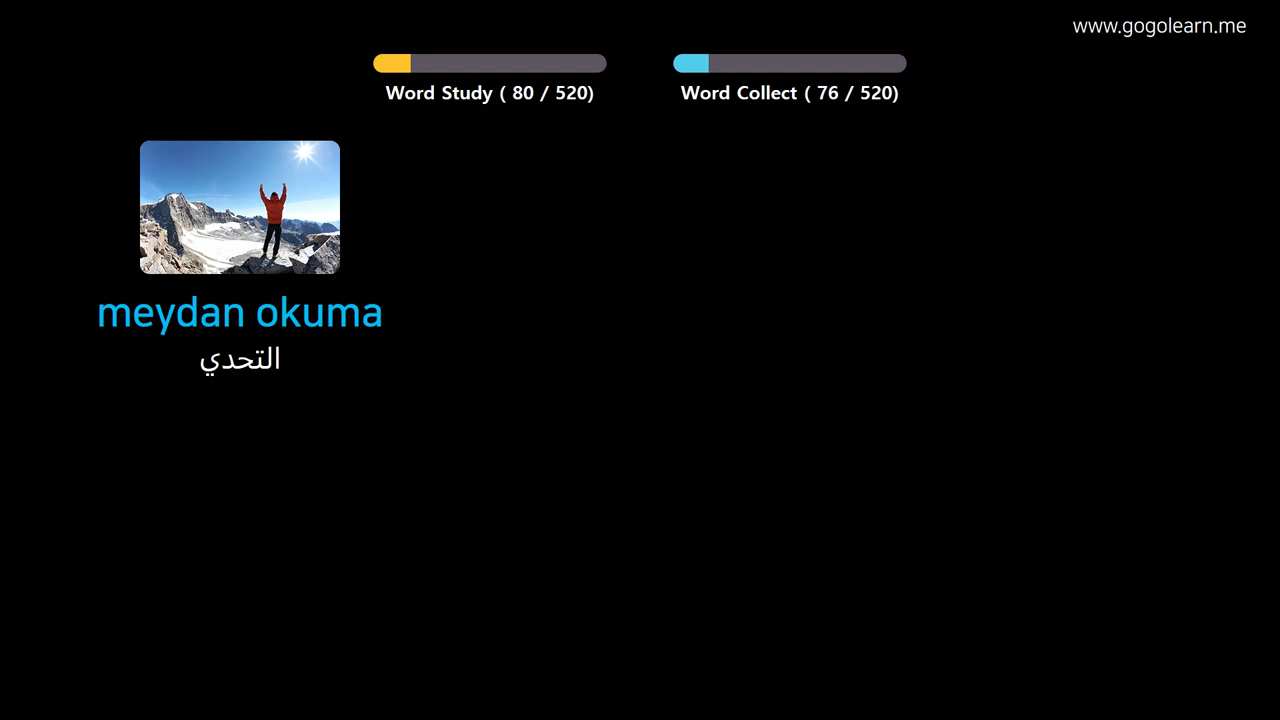 www.gogolearn.me
Word Study ( 80 / 520)
Word Collect ( 76 / 520)
meydan okuma
التحدي